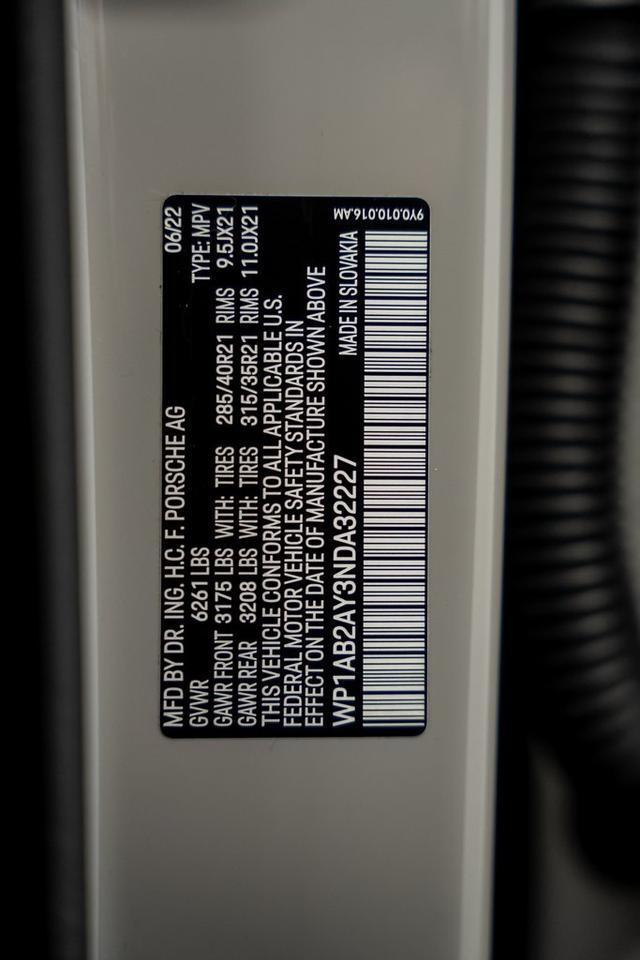 MFD BY DR. ING. H.C. F. PORSCHE AG 06/22
GVWR 6261 LBS TYPE: MPV
GAWR FRONT 3175 LBS WITH: TIRES 285/40R21 RIMS 9.5JX21
GAWR REAR 3208 LBS WITH: TIRES 315/35R21 RIMS 11.0JX21
THIS VEHICLE CONFORMS TO ALL APPLICABLE U.S.
FEDERAL MOTOR VEHICLE SAFETY STANDARDS IN
EFFECT ON THE DATE OF MANUFACTURE SHOWN ABOVE
WP1AB2AY3NDA32227 MADE IN SLOVAKIA
9Y0.010.016.AM